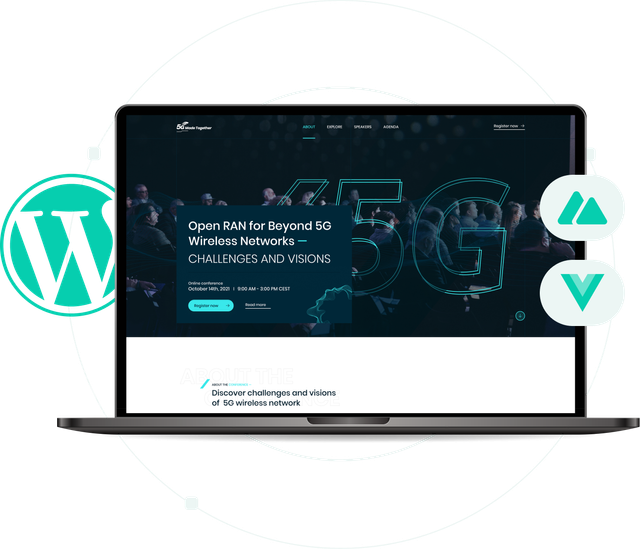 5G Made Together
ABOUT EXPLORE SPEAKERS AGENDA
Register now →
5G
Open RAN for Beyond 5G
Wireless Networks —
CHALLENGES AND VISIONS
Online conference
October 14th, 2021 | 9:00 AM - 3:00 PM CEST
Register now → Read more
ABOUT THE
ABOUT THE CONFERENCE —
Discover challenges and visions
of 5G wireless network
W